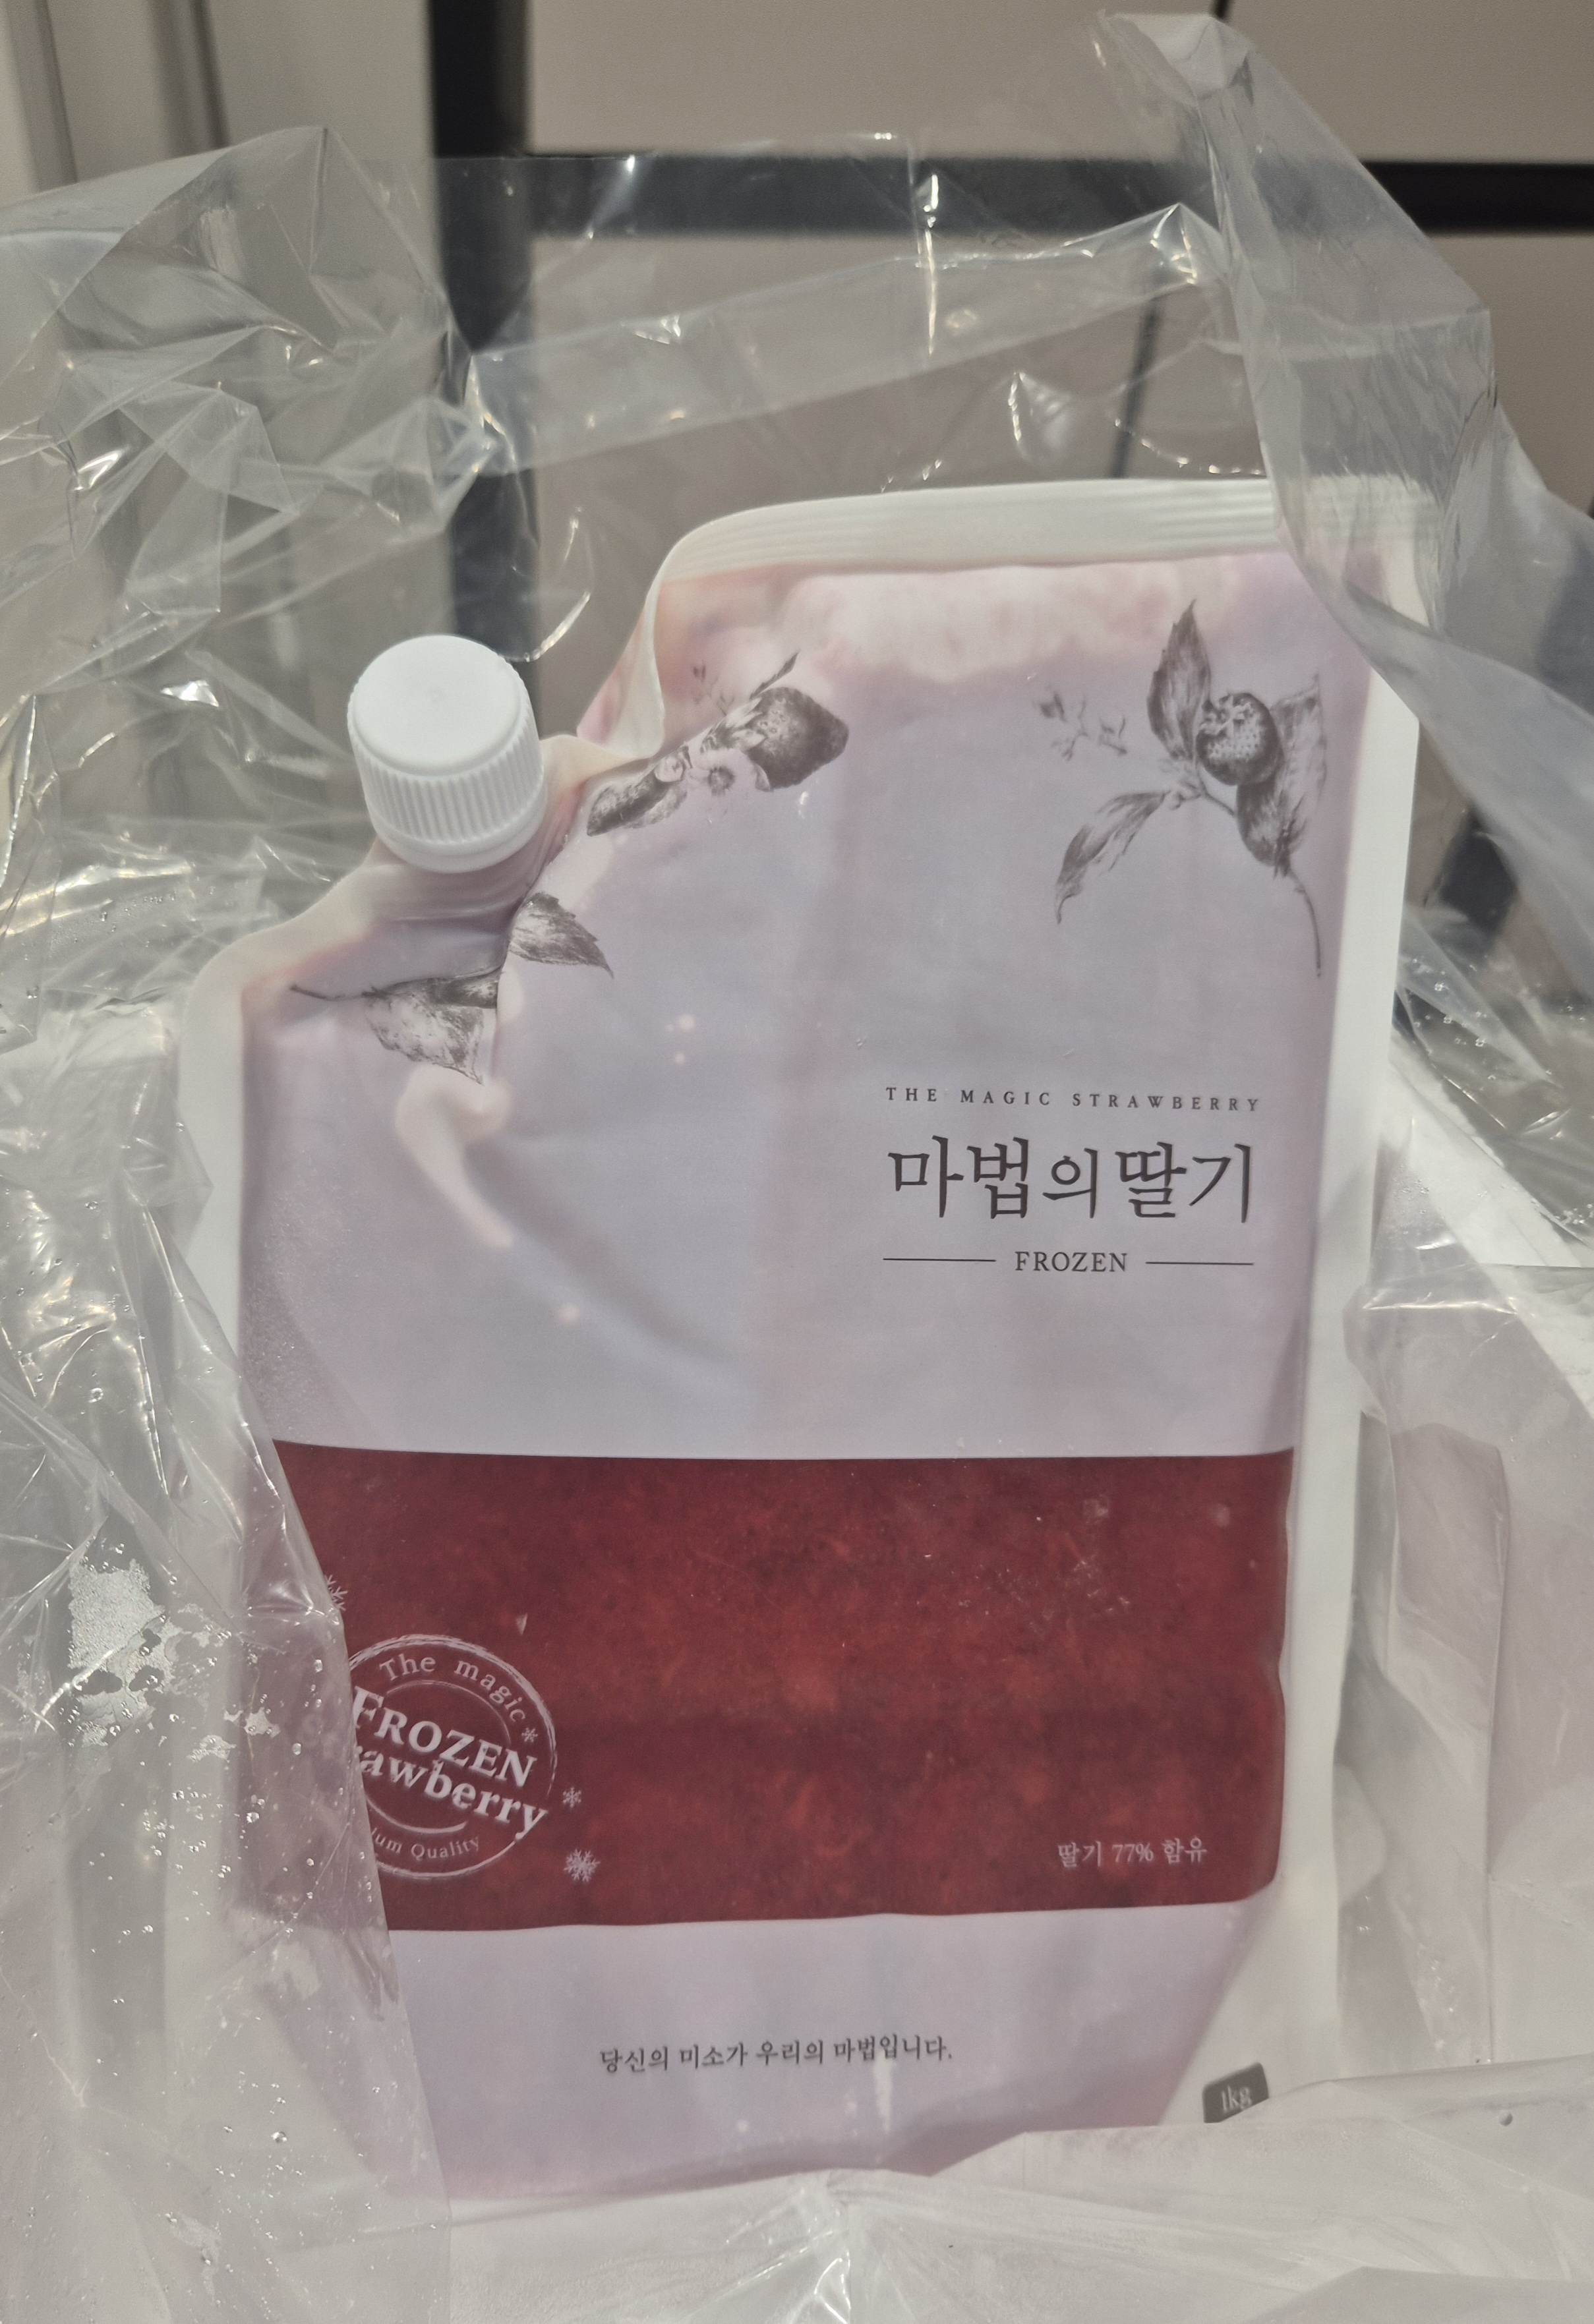 THE MAGIC STRAWBERRY
마법의딸기
FROZEN
The magic
FROZEN
Quality
딸기 77% 함유
당신의 미소가 우리의 마법입니다.
1kg